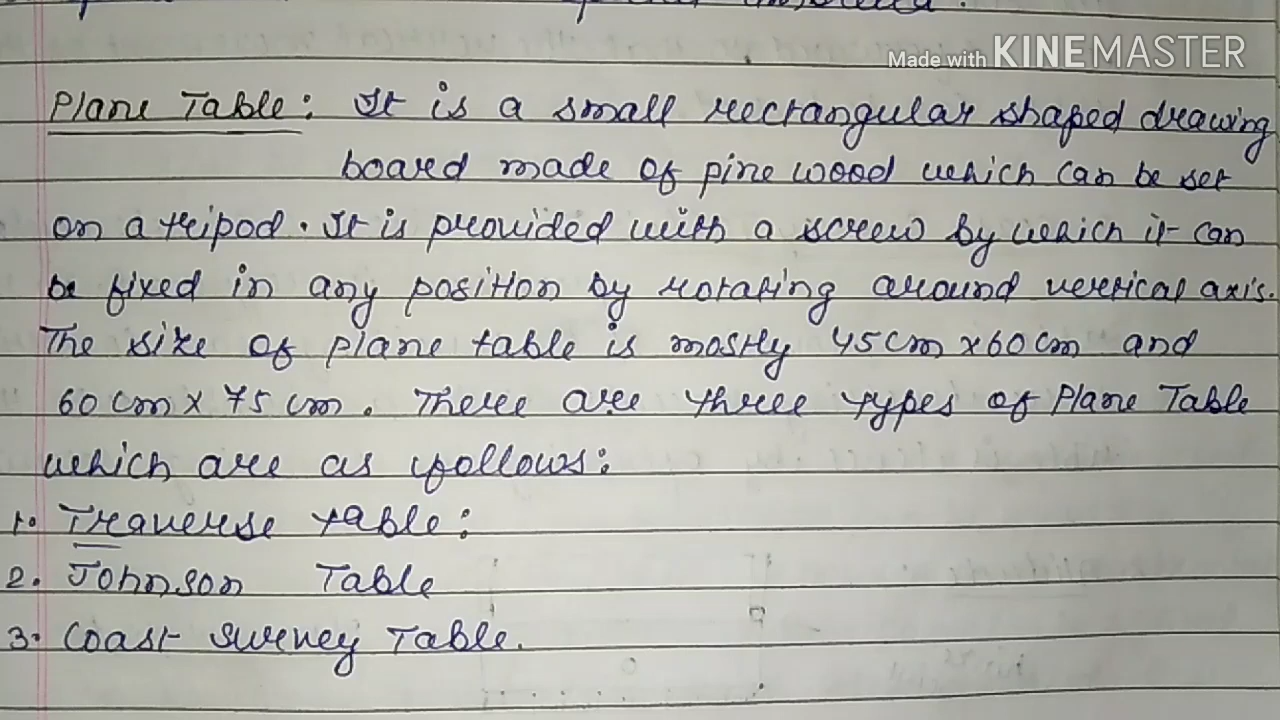 Made with KINEMASTER
Plane Table: It is a small rectangular shaped drawing
board made of pine wood which can be set
on a tripod. It is provided with a screw by which it can
be fixed in any position by rotating around vertical axis.
The size of plane table is mostly 45cm x 60cm and
60cm x 75 cm. There are three types of Plane Table
which are as follows:
1. Traverse table:
2. Johnson Table
3. Coast Survey Table.